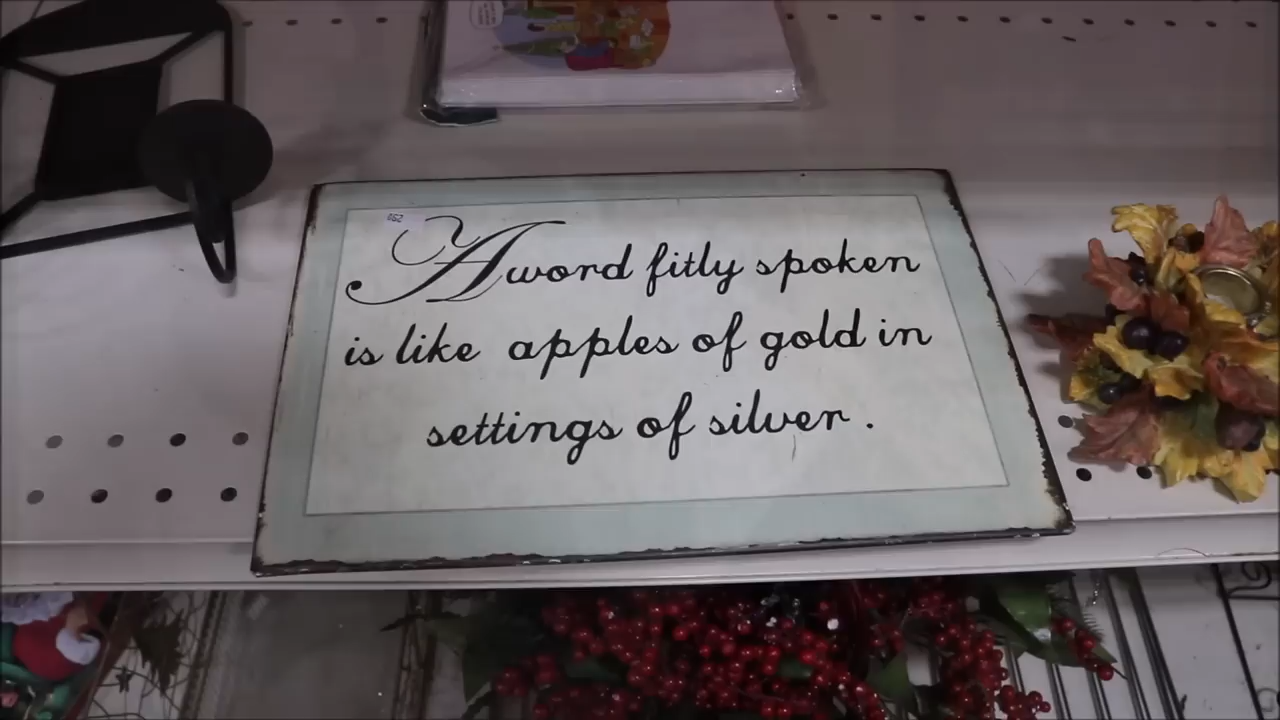 A word fitly spoken
is like apples of gold in
settings of silver.